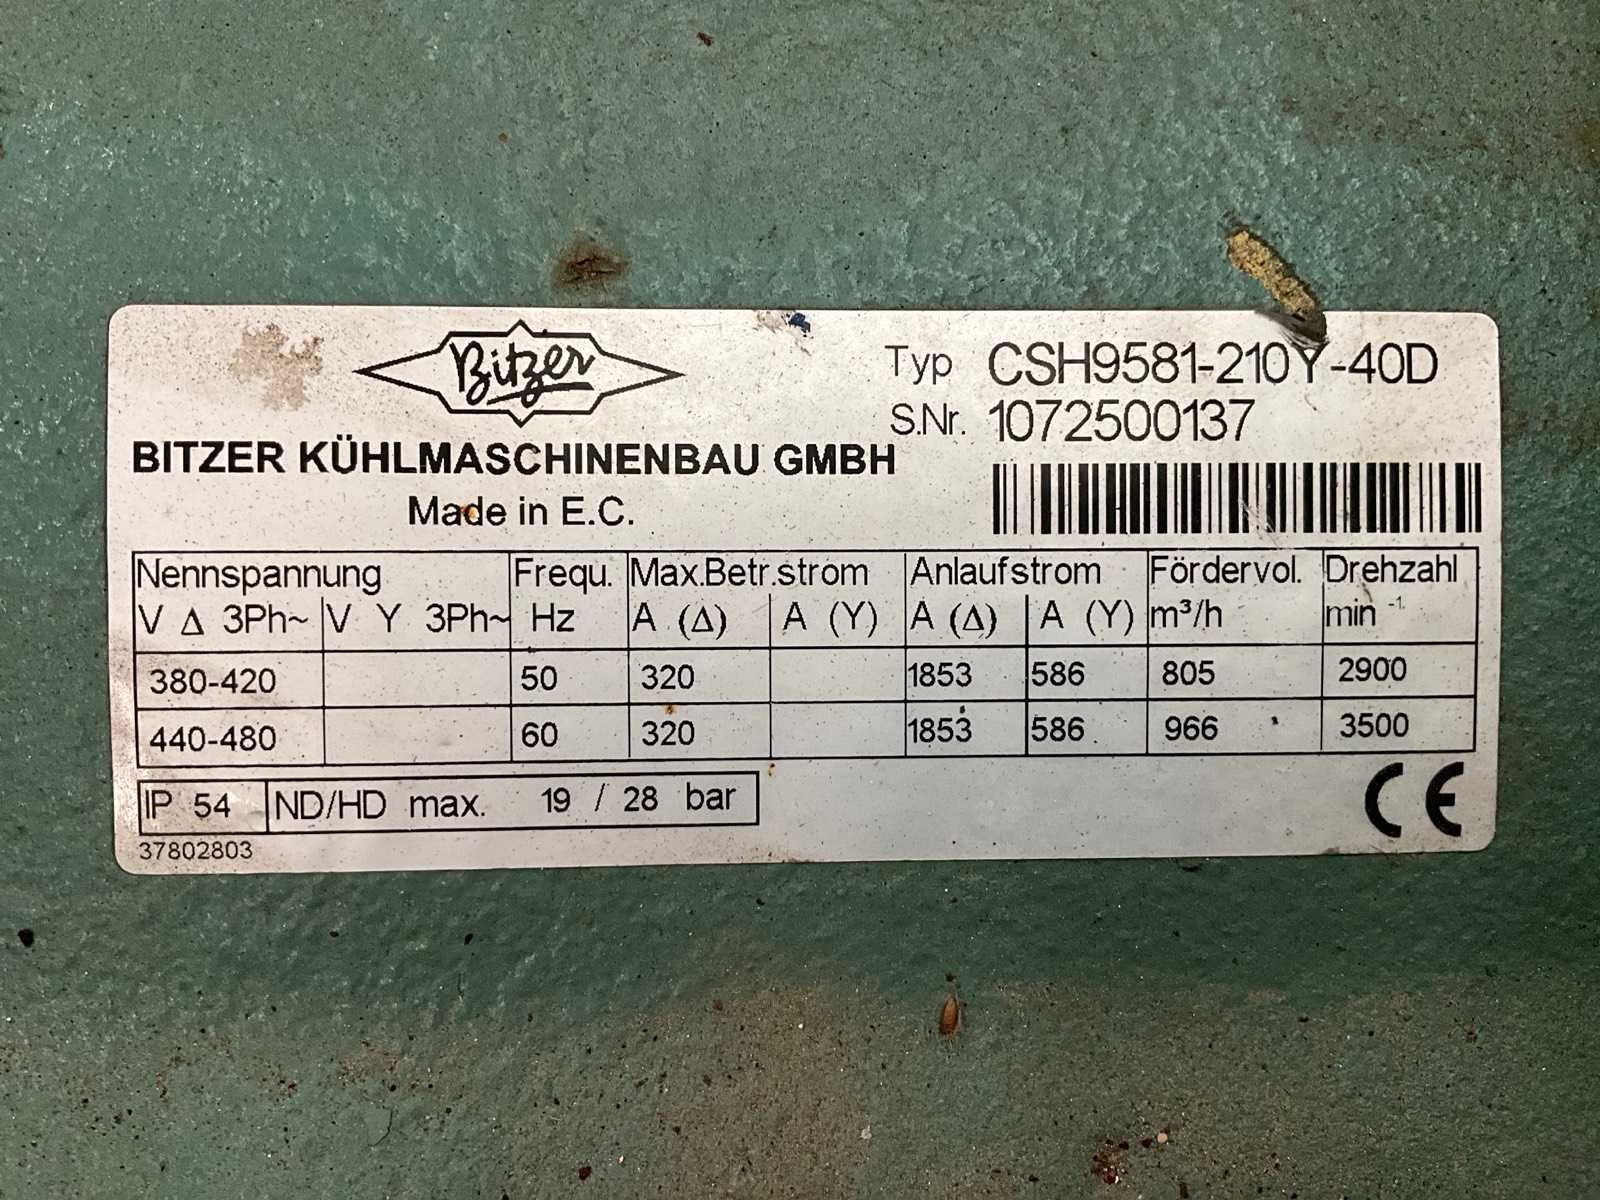 Bitzer
Typ CSH9581-210Y-40D
S.Nr. 1072500137
BITZER KÜHLMASCHINENBAU GMBH
Made in E.C.
Nennspannung Frequ. Max.Betr.strom Anlaufstrom Fördervol. Drehzahl
V Δ 3Ph~ V Y 3Ph~ Hz A (Δ) A (Y) A (Δ) A (Y) m³/h min⁻¹
380-420 50 320 1853 586 805 2900
440-480 60 320 1853 586 966 3500
IP 54 ND/HD max. 19 / 28 bar
CE
37802803